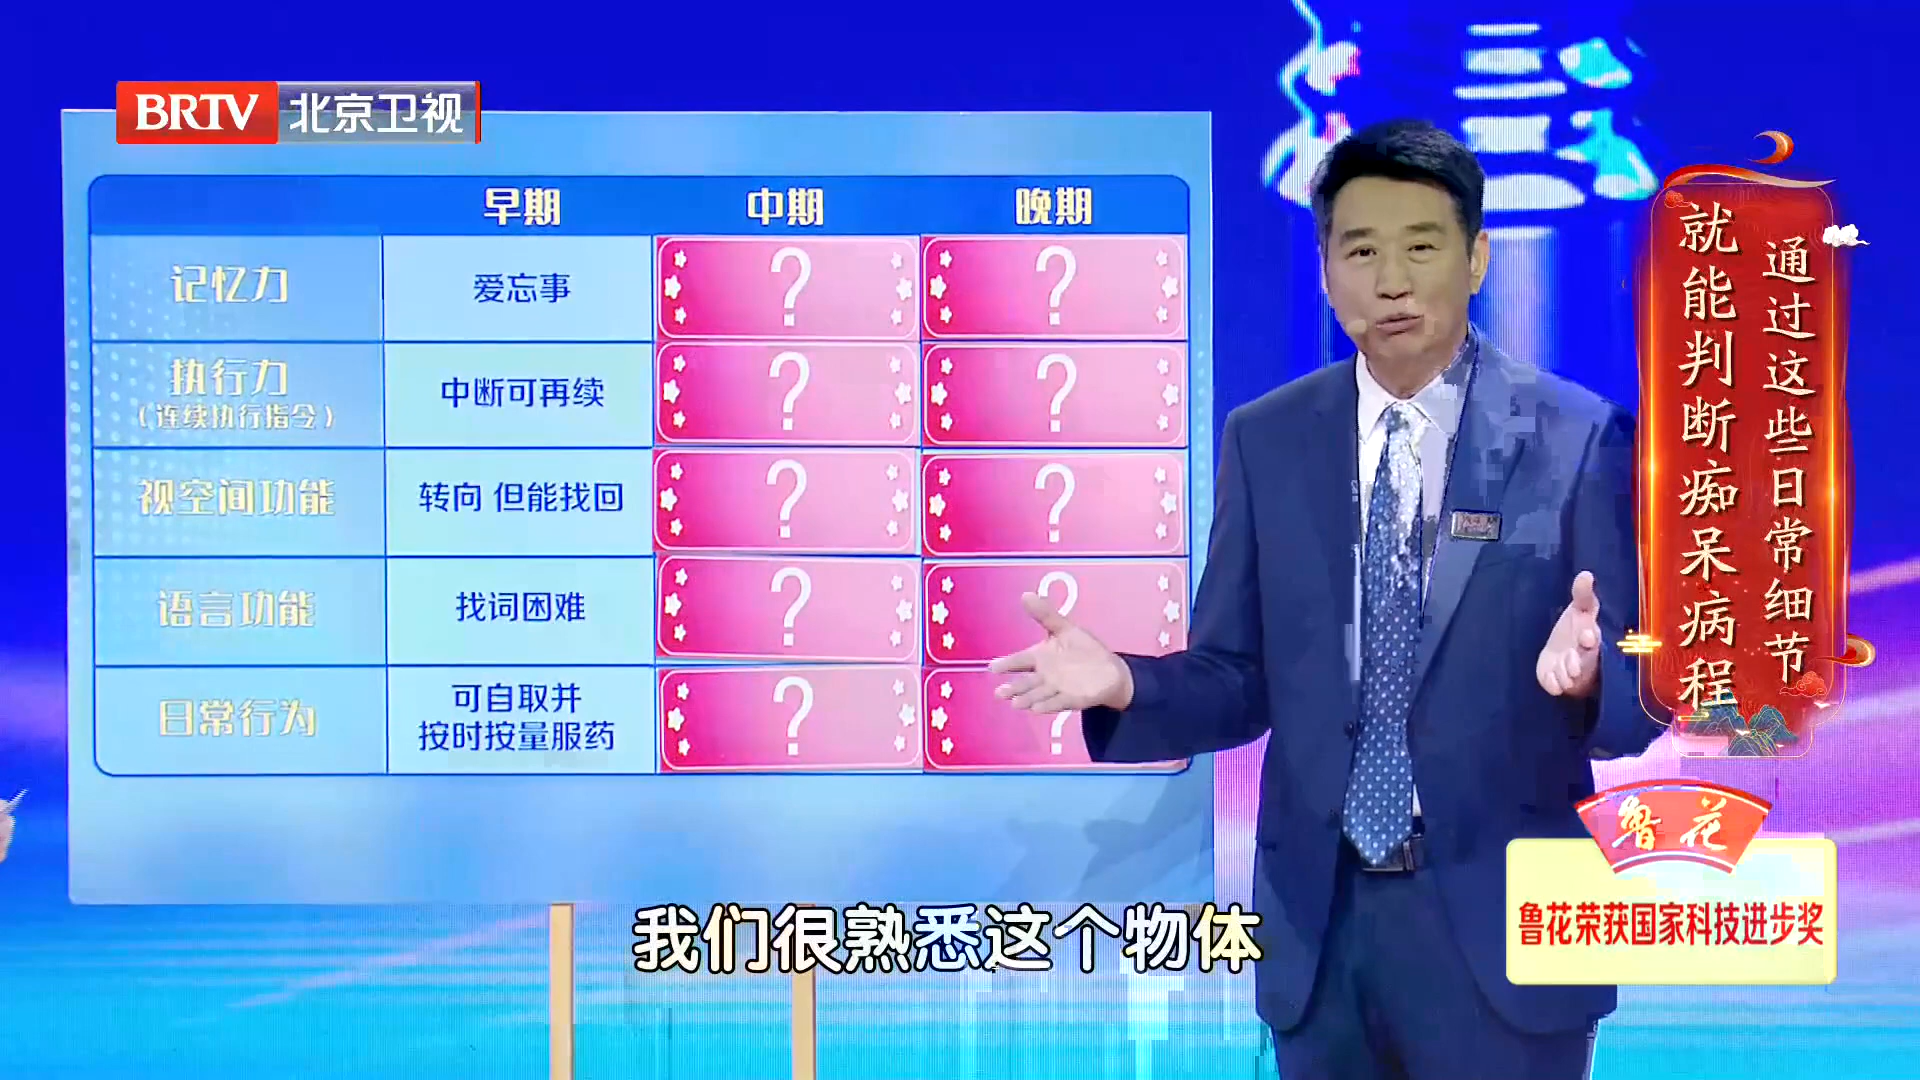 BRTV 北京卫视
早期 中期 晚期
记忆力 爱忘事 ? ?
执行力
(连续执行指令) 中断可再续 ? ?
视空间功能 转向 但能找回 ? ?
语言功能 找词困难 ? ?
日常行为 可自取并
按时按量服药 ? ?
通过这些日常细节
就能判断痴呆病程
鲁花
鲁花荣获国家科技进步奖
我们很熟悉这个物体